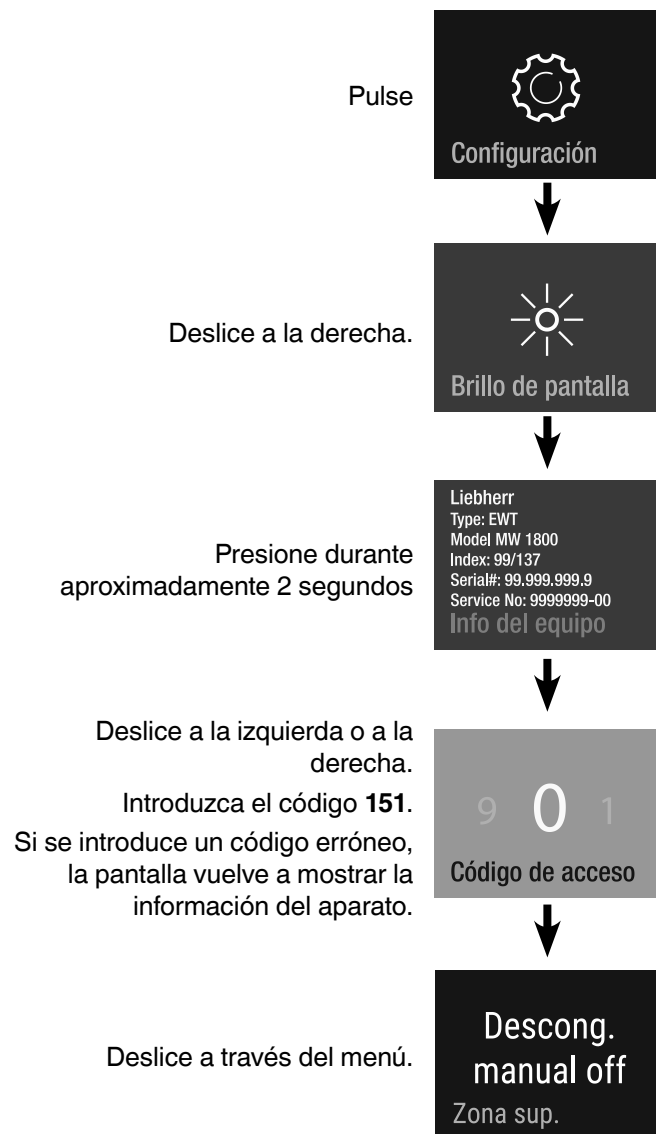 Pulse
Configuración
Deslice a la derecha.
Brillo de pantalla
Presione durante
aproximadamente 2 segundos
Liebherr
Type: EWT
Model MW 1800
Index: 99/137
Serial#: 99.999.999.9
Service No: 9999999-00
Info del equipo
Deslice a la izquierda o a la
derecha.
Introduzca el código 151.
Si se introduce un código erróneo,
la pantalla vuelve a mostrar la
información del aparato.
9 0 1
Código de acceso
Deslice a través del menú.
Descong.
manual off
Zona sup.